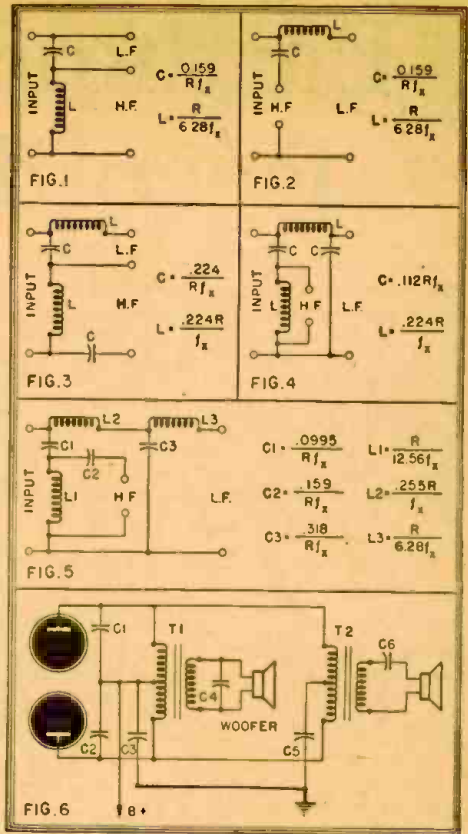 L.F.
C
INPUT
L
H.F.
C = 0.159 / Rfx
L = R / 6.28fx
FIG.1
L
C
INPUT
H.F.
L.F.
C = 0.159 / Rfx
L = R / 6.28fx
FIG.2
L
C
L.F.
INPUT
L
H.F.
C
C = .224 / Rfx
L = .224R / fx
FIG.3
L
C
C
INPUT
L
H.F.
L.F.
C = .112Rfx
L = .224R / fx
FIG.4
L2
L3
C1
C2
C3
INPUT
L1
H.F.
L.F.
C1 = .0995 / Rfx
L1 = R / 12.56fx
C2 = .159 / Rfx
L2 = .255R / fx
C3 = .318 / Rfx
L3 = R / 6.28fx
FIG.5
C1
T1
T2
C6
C4
WOOFER
C2
C3
C5
B+
FIG.6